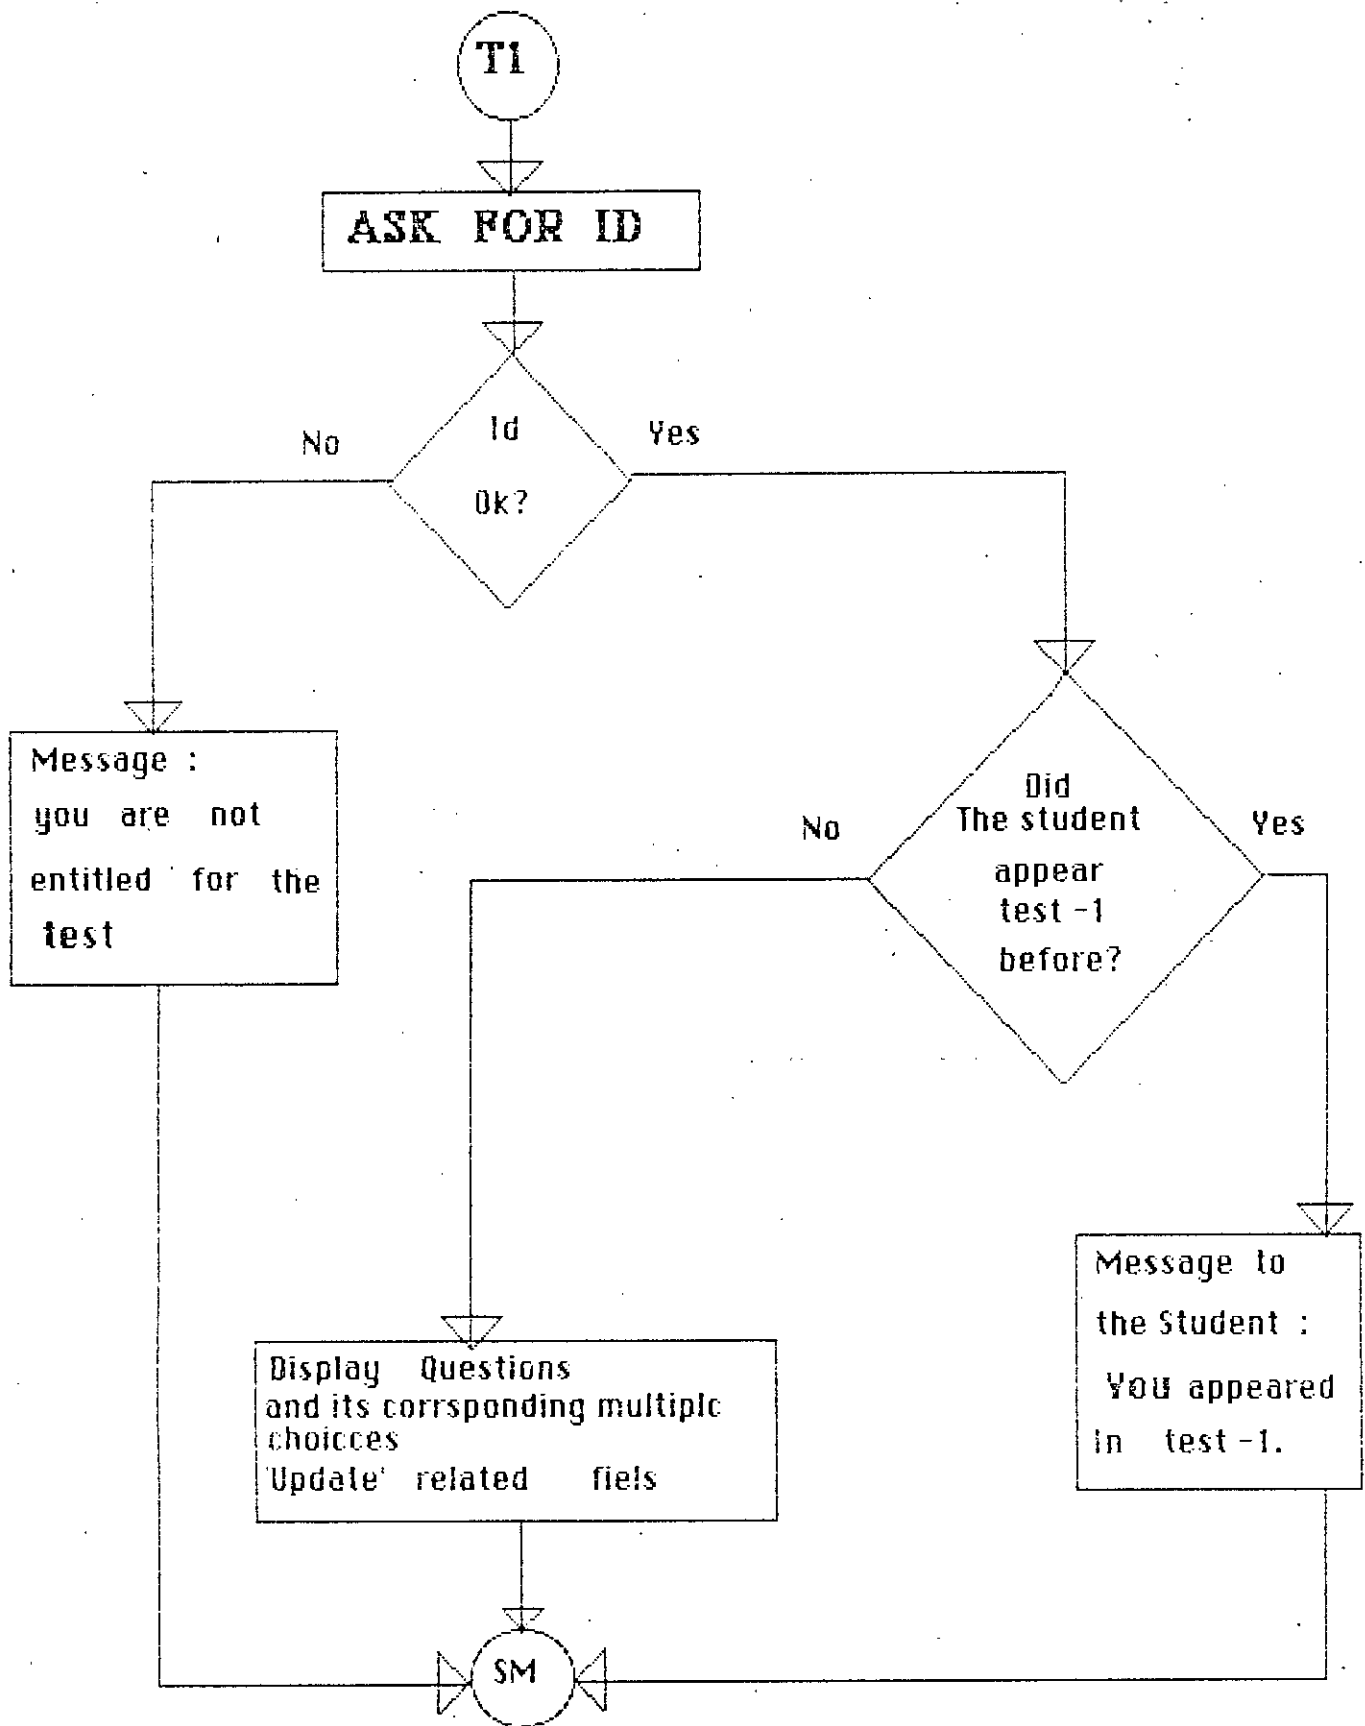 T1
ASK FOR ID
Id
Ok?
No
Yes
Message :
you are not
entitled for the
test
Did
The student
appear
test -1
before?
No
Yes
Message to
the Student :
You appeared
in test -1.
Display Questions
and its corrsponding multiple
choicces
'Update' related fiels
SM